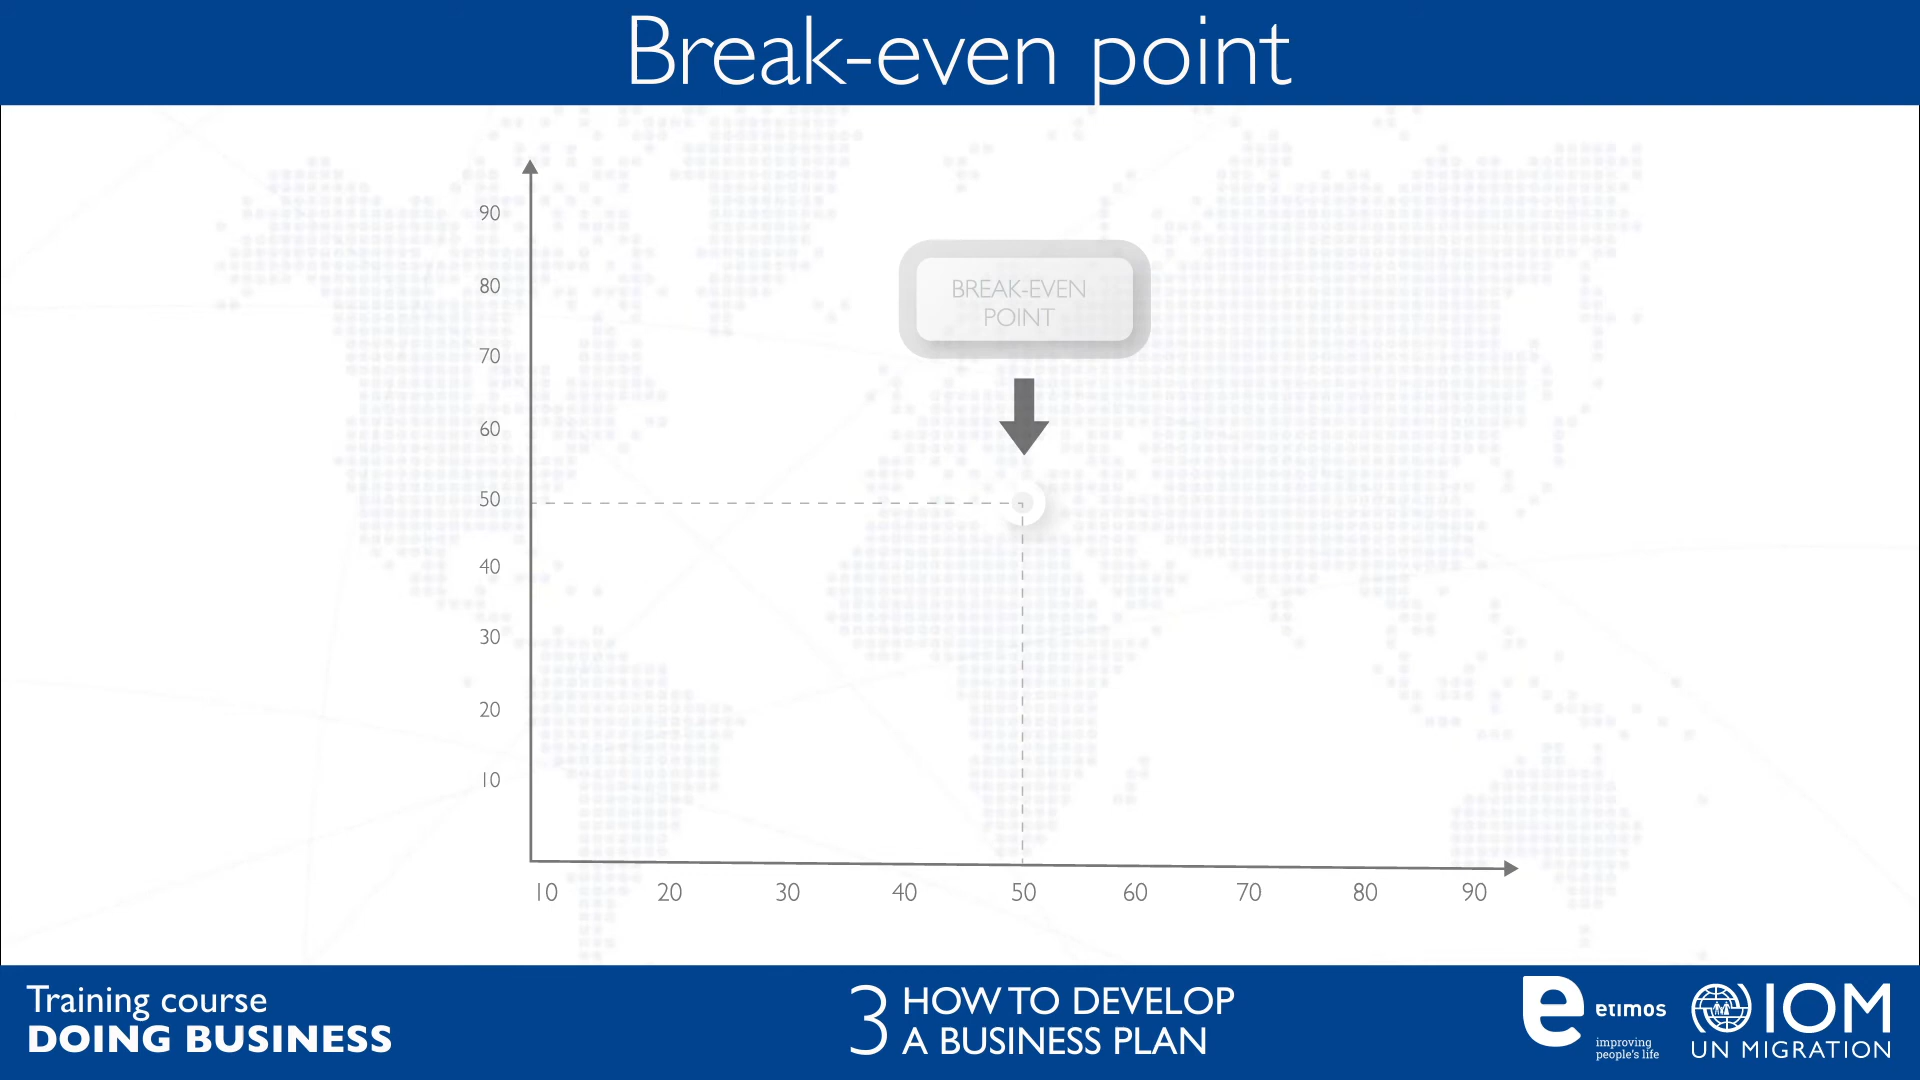 Break-even point
90
80
70
60
50
40
30
20
10
BREAK-EVEN
POINT
10 20 30 40 50 60 70 80 90
Training course
DOING BUSINESS
3 HOW TO DEVELOP
A BUSINESS PLAN
e etimos
improving
people's life
IOM
UN MIGRATION